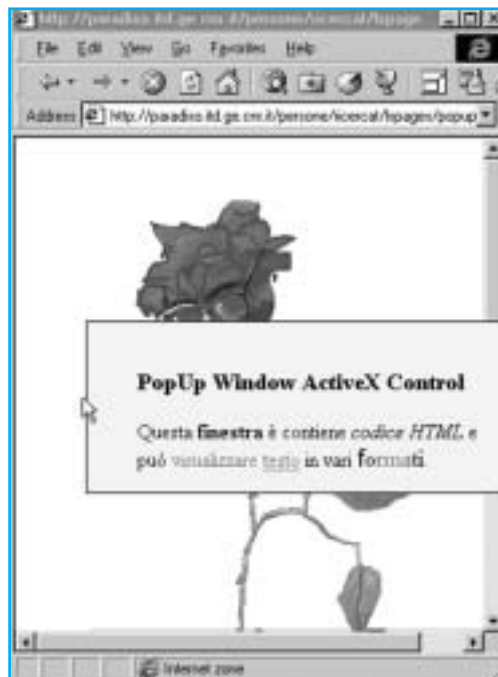 File Edit View Go Favorites Help
Address http://paradiso.itd.ge.cnr.it/persone/ricercat/hpages/popup
PopUp Window ActiveX Control
Questa finestra è contiene codice HTML e
può visualizzare testo in vari formati
Internet zone